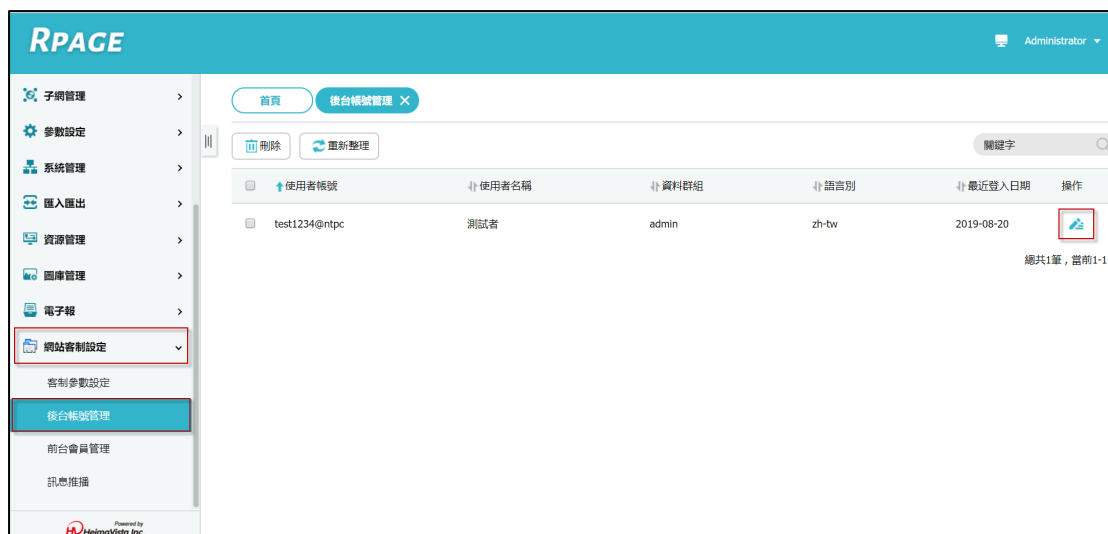 RPAGE
Administrator
子網管理
參數設定
系統管理
匯入匯出
資源管理
圖庫管理
電子報
網站客制設定
客制參數設定
後台帳號管理
前台會員管理
訊息推播
Powered by
HeimaVista Inc.
首頁 後台帳號管理
刪除 重新整理 關鍵字
使用者帳號 使用者名稱 資料群組 語言別 最近登入日期 操作
test1234@ntpc 測試者 admin zh-tw 2019-08-20
總共1筆，當前1-1